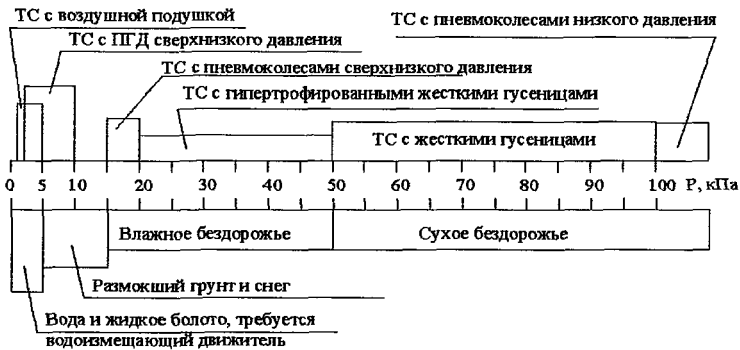 ТС с воздушной подушкой
ТС с пневмоколесами низкого давления
ТС с ПГД сверхнизкого давления
ТС с пневмоколесами сверхнизкого давления
ТС с гипертрофированными жесткими гусеницами
ТС с жесткими гусеницами
0 5 10 15 20 30 40 50 60 70 80 90 100 Р, кПа
Влажное бездорожье Сухое бездорожье
Размокший грунт и снег
Вода и жидкое болото, требуется
водоизмещающий движитель